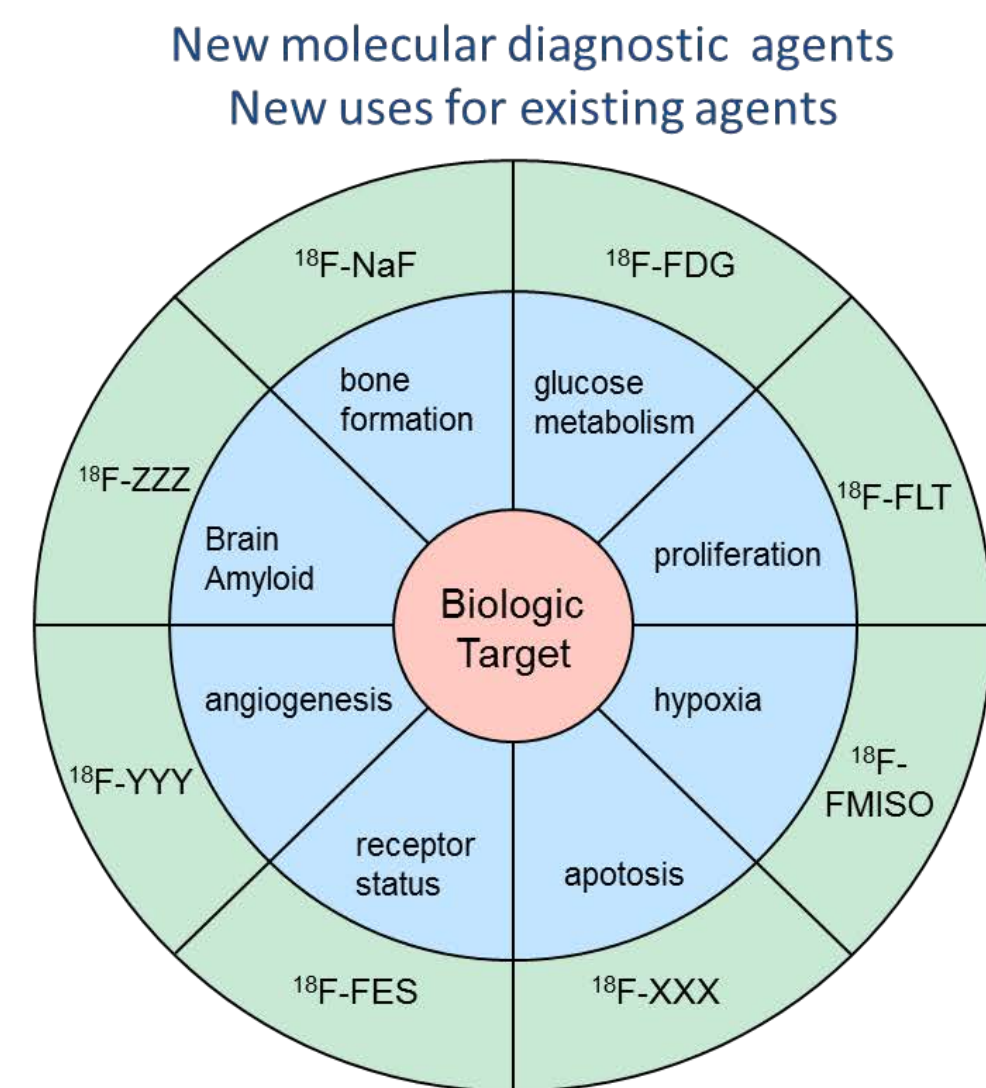 New molecular diagnostic agents
New uses for existing agents
¹⁸F-NaF
¹⁸F-FDG
bone
formation
glucose
metabolism
¹⁸F-ZZZ
¹⁸F-FLT
Brain
Amyloid
proliferation
Biologic
Target
angiogenesis
hypoxia
¹⁸F-YYY
¹⁸F-
FMISO
receptor
status
apotosis
¹⁸F-FES
¹⁸F-XXX